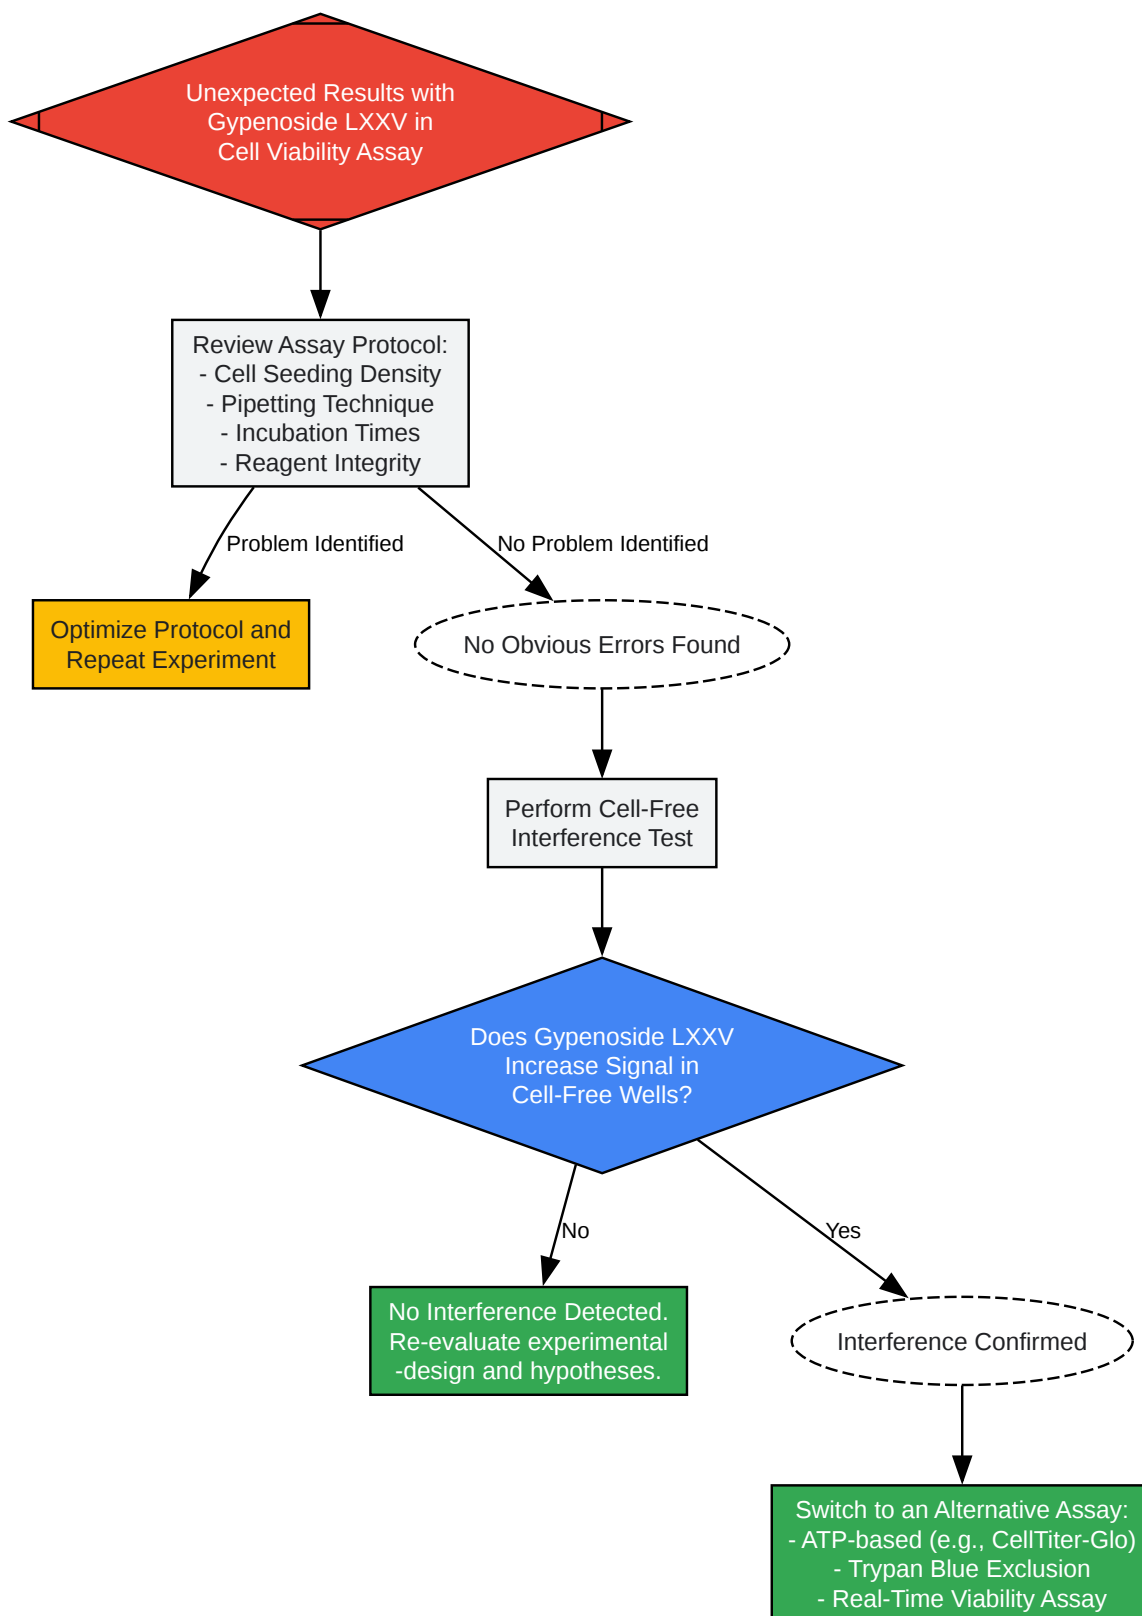 Unexpected Results with
Gypenoside LXXV in
Cell Viability Assay
Review Assay Protocol:
- Cell Seeding Density
- Pipetting Technique
- Incubation Times
- Reagent Integrity
Problem Identified
No Problem Identified
Optimize Protocol and
Repeat Experiment
No Obvious Errors Found
Perform Cell-Free
Interference Test
Does Gypenoside LXXV
Increase Signal in
Cell-Free Wells?
No
Yes
No Interference Detected.
Re-evaluate experimental
-design and hypotheses.
Interference Confirmed
Switch to an Alternative Assay:
- ATP-based (e.g., CellTiter-Glo)
- Trypan Blue Exclusion
- Real-Time Viability Assay